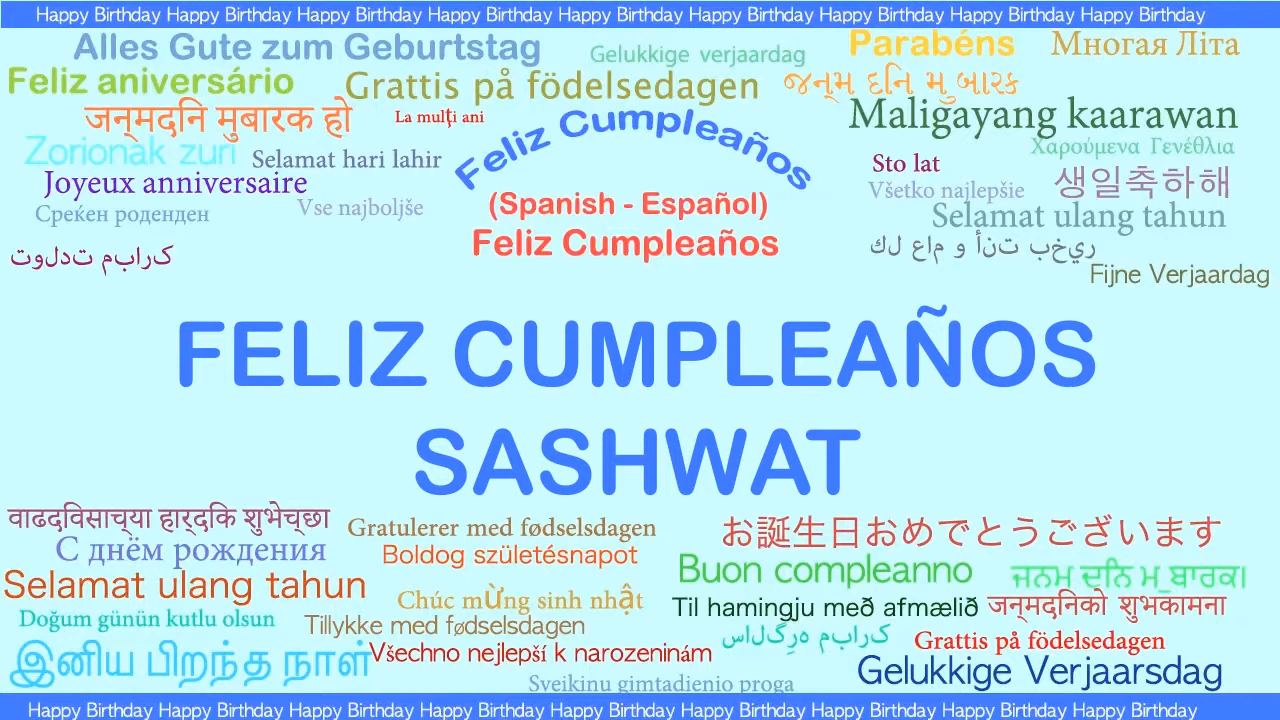 Happy Birthday Happy Birthday Happy Birthday Happy Birthday Happy Birthday Happy Birthday Happy Birthday Happy Birthday Happy Birthday
Alles Gute zum Geburtstag
Gelukkige verjaardag
Parabéns
Многая Літа
Feliz aniversário
Grattis på födelsedagen
જન્મ દિન મુબારક
जन्मदिन मुबारक हो
La mulţi ani
Feliz Cumpleaños
Maligayang kaarawan
Zorionak zuri
Selamat hari lahir
Χαρούμενα Γενέθλια
Sto lat
Joyeux anniversaire
(Spanish - Español)
Všetko najlepšie
생일축하해
Среќен роденден
Vse najboljše
Selamat ulang tahun
Feliz Cumpleaños
تولدت مبارک
كل عام و أنت بخير
Fijne Verjaardag
FELIZ CUMPLEAÑOS
SASHWAT
वाढदिवसाच्या हार्दिक शुभेच्छा
Gratulerer med fødselsdagen
お誕生日おめでとうございます
С днём рождения
Boldog születésnapot
Buon compleanno
ਜਨਮ ਦਿਨ ਮੁਬਾਰਕ।
Selamat ulang tahun
Chúc mừng sinh nhật
Til hamingju með afmælið
जन्मदिनको शुभकामना
Doğum günün kutlu olsun
Tillykke med fødselsdagen
سالگرہ مبارک
Grattis på födelsedagen
இனிய பிறந்த நாள்
Všechno nejlepší k narozeninám
Gelukkige Verjaarsdag
Sveikinu gimtadienio proga
Happy Birthday Happy Birthday Happy Birthday Happy Birthday Happy Birthday Happy Birthday Happy Birthday Happy Birthday Happy Birthday